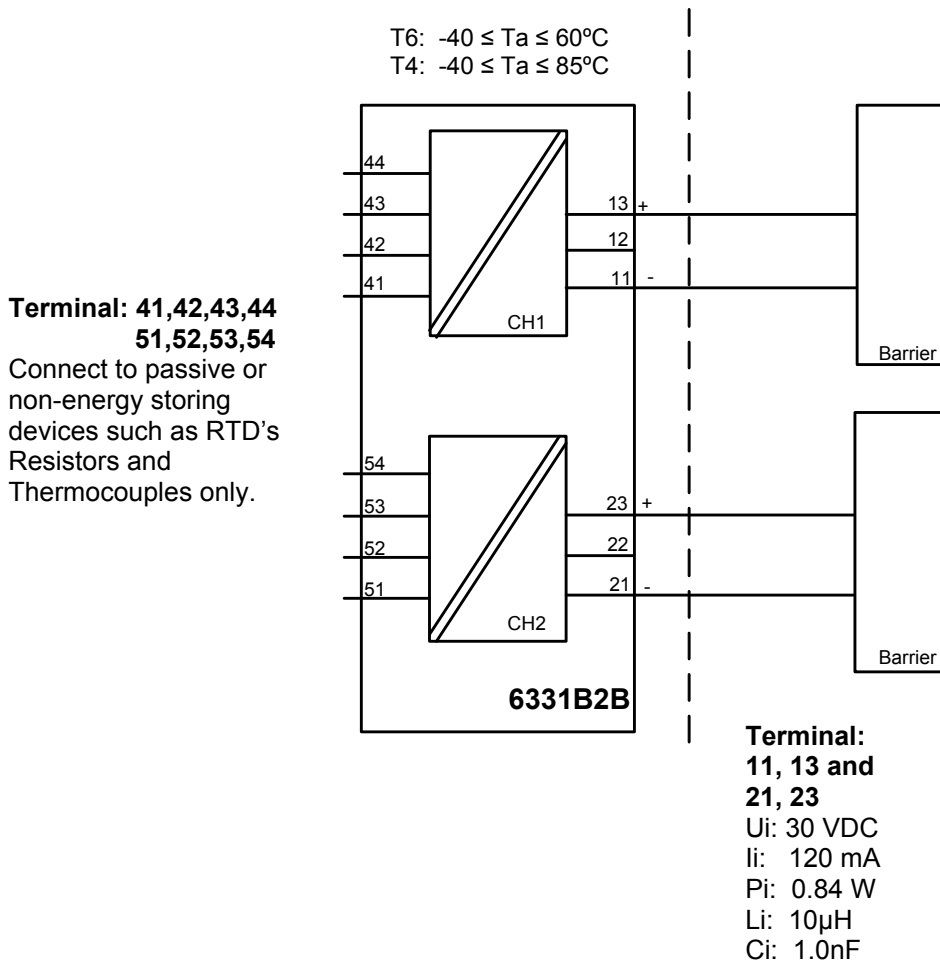 T6: -40 ≤ Ta ≤ 60ºC
T4: -40 ≤ Ta ≤ 85ºC
44
43
42
41
13 +
12
11 -
CH1
Barrier
Terminal: 41,42,43,44
51,52,53,54
Connect to passive or
non-energy storing
devices such as RTD's
Resistors and
Thermocouples only.
54
53
52
51
23 +
22
21 -
CH2
Barrier
6331B2B
Terminal:
11, 13 and
21, 23
Ui: 30 VDC
Ii: 120 mA
Pi: 0.84 W
Li: 10µH
Ci: 1.0nF